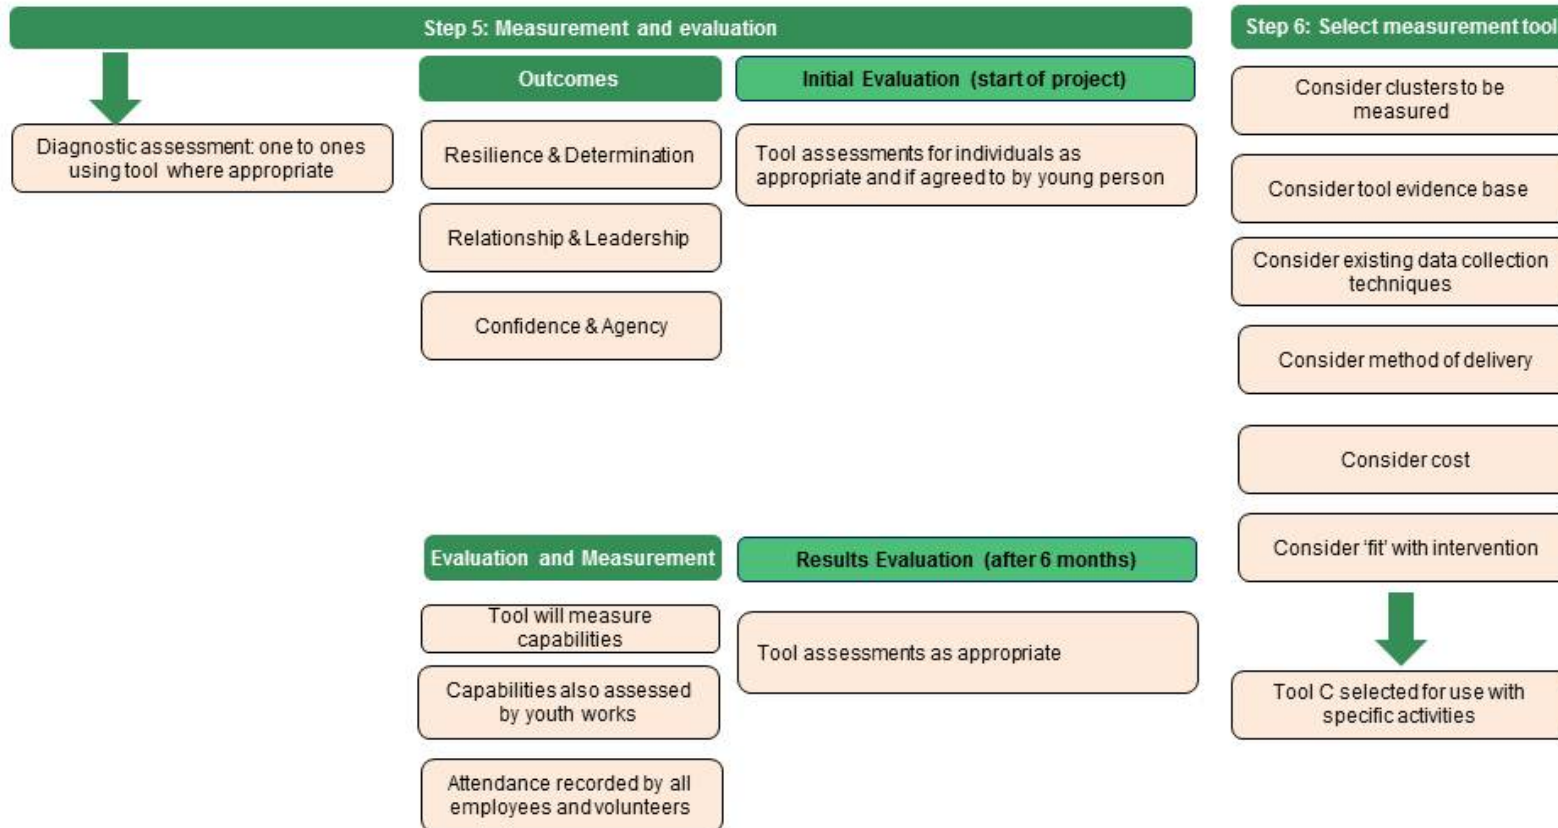 Step 5: Measurement and evaluation
Step 6: Select measurement tool
Diagnostic assessment: one to ones
using tool where appropriate
Outcomes
Resilience & Determination
Relationship & Leadership
Confidence & Agency
Initial Evaluation (start of project)
Tool assessments for individuals as
appropriate and if agreed to by young person
Evaluation and Measurement
Tool will measure
capabilities
Capabilities also assessed
by youth works
Attendance recorded by all
employees and volunteers
Results Evaluation (after 6 months)
Tool assessments as appropriate
Consider clusters to be
measured
Consider tool evidence base
Consider existing data collection
techniques
Consider method of delivery
Consider cost
Consider ‘fit’ with intervention
Tool C selected for use with
specific activities